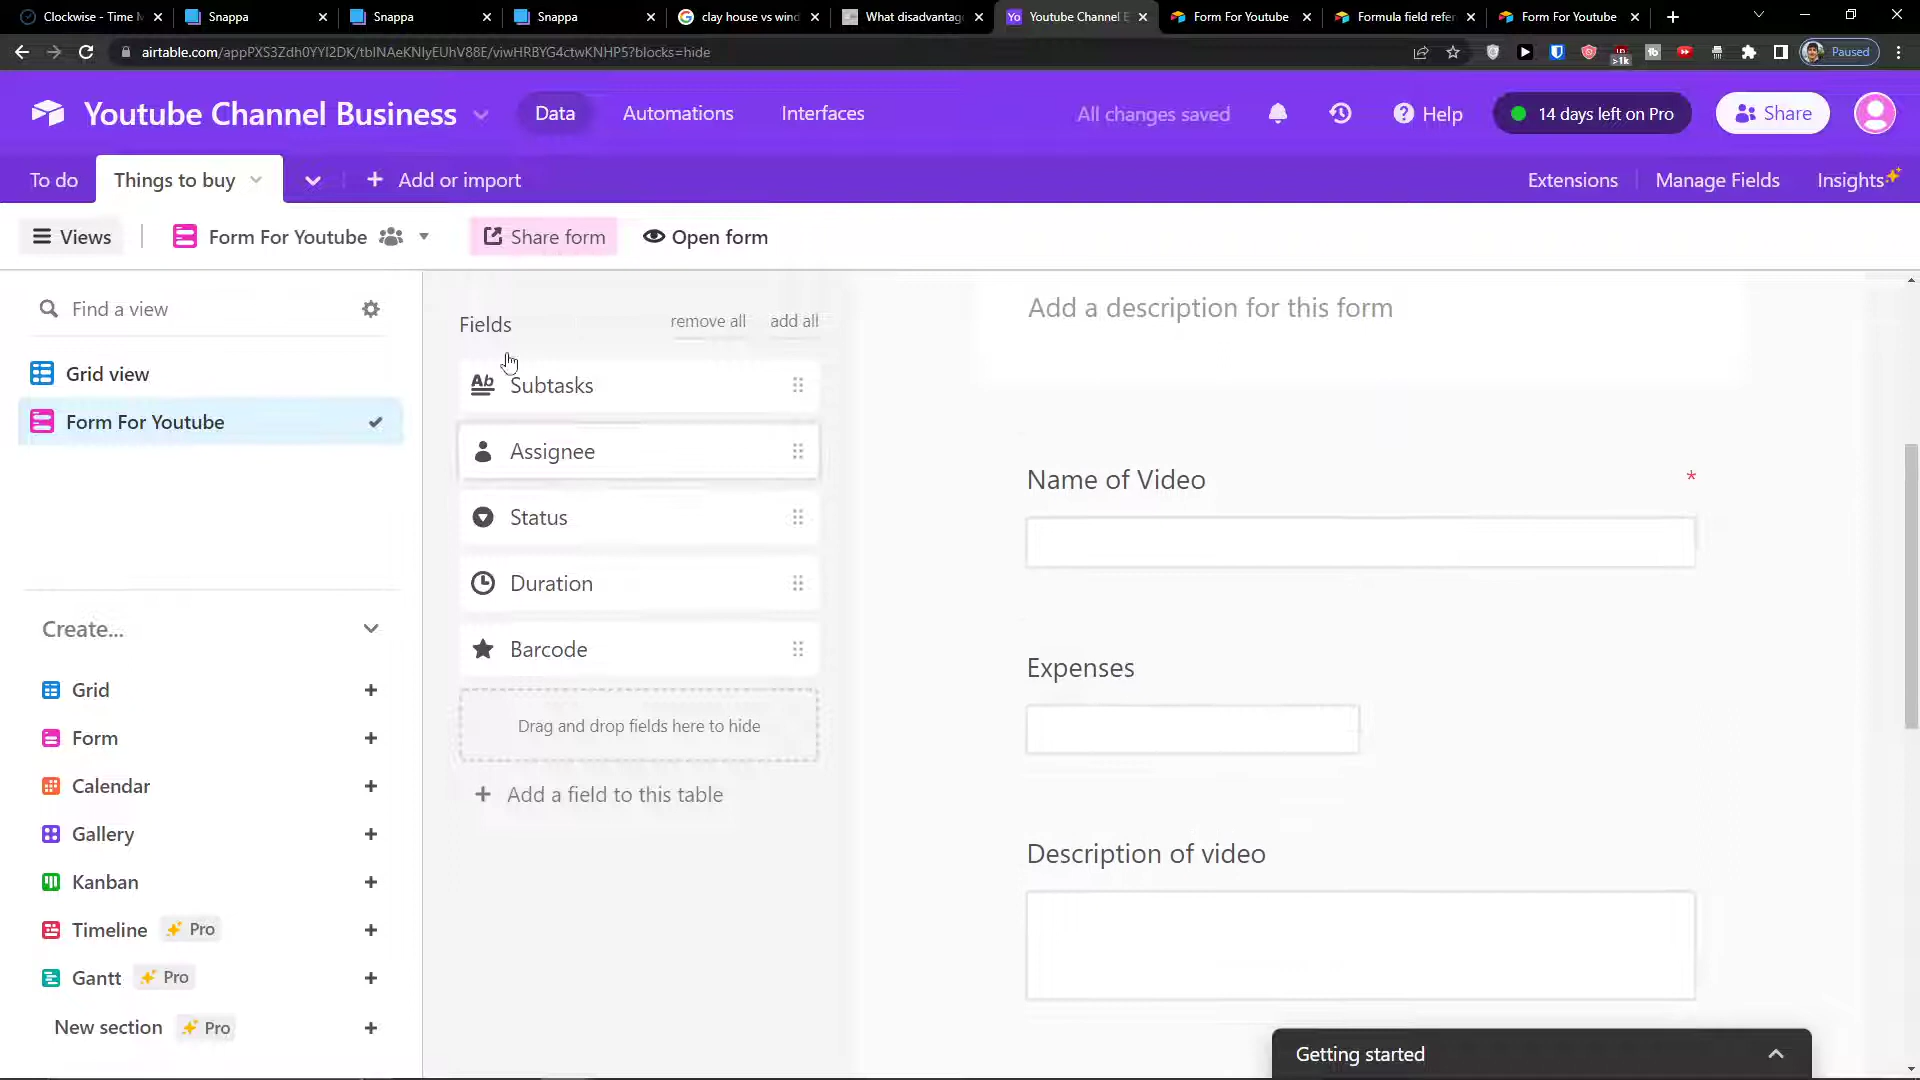 Clockwise - Time M
Snappa
Snappa
Snappa
clay house vs wind
What disadvantag
Yo
Youtube Channel B
Form For Youtube
Formula field refer
Form For Youtube
airtable.com/appPXS3Zdh0YYI2DK/tblNAeKNIyEUhV88E/viwHRBYG4ctwKNHP5?blocks=hide
>1k
Paused
Youtube Channel Business
Data
Automations
Interfaces
All changes saved
Help
14 days left on Pro
Share
To do
Things to buy
Add or import
Extensions
Manage Fields
Insights
Views
Form For Youtube
Share form
Open form
Find a view
Grid view
Form For Youtube
Create...
Grid
Form
Calendar
Gallery
Kanban
Timeline Pro
Gantt Pro
New section Pro
Fields
remove all
add all
Subtasks
Assignee
Status
Duration
Barcode
Drag and drop fields here to hide
Add a field to this table
Add a description for this form
Name of Video *
Expenses
Description of video
Getting started